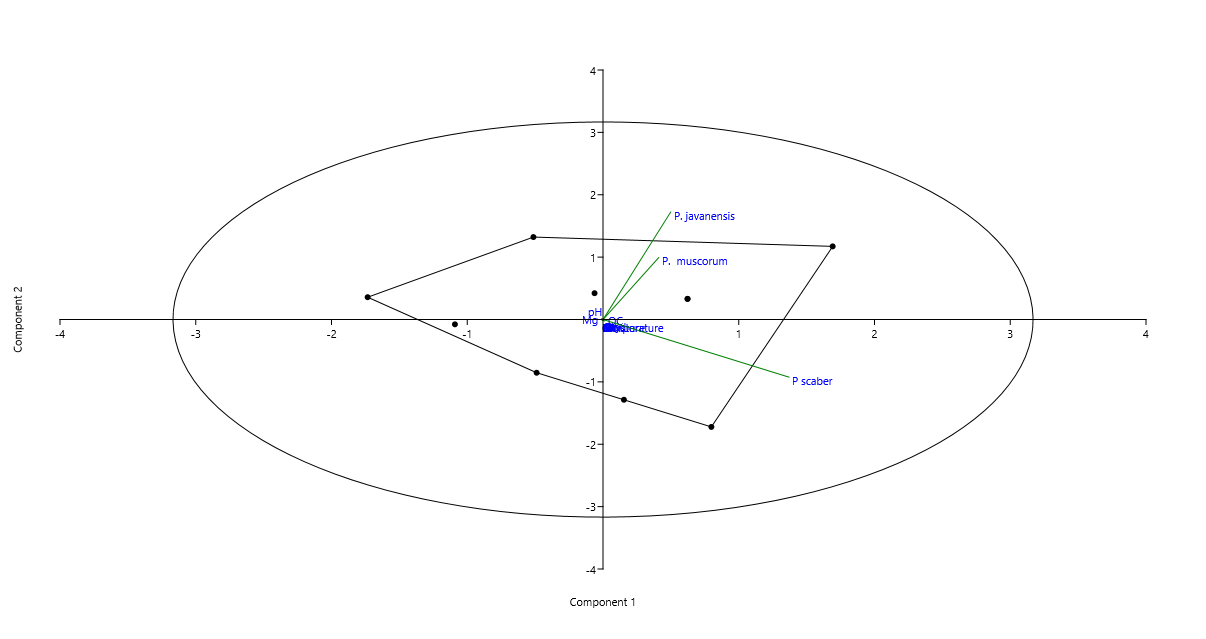 4
3
2
P. javanensis
P.  muscorum
1
pH
Mg
OC
-4
-3
-2
-1
1
2
3
4
P scaber
-1
-2
-3
-4
Component 1
Component 2